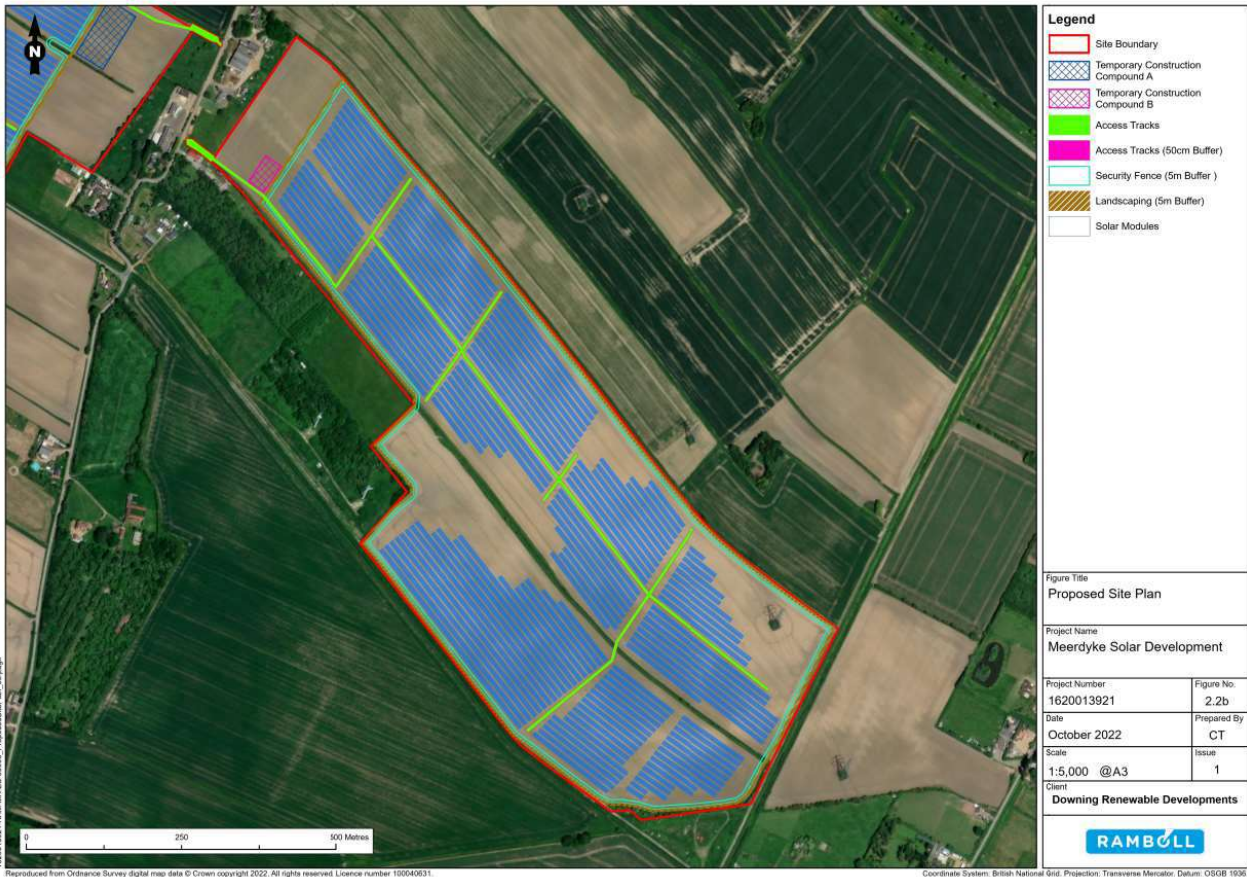 N
Legend
Site Boundary
Temporary Construction
Compound A
Temporary Construction
Compound B
Access Tracks
Access Tracks (50cm Buffer)
Security Fence (5m Buffer )
Landscaping (5m Buffer)
Solar Modules
Figure Title
Proposed Site Plan
Project Name
Meerdyke Solar Development
Project Number
1620013921
Figure No.
2.2b
Date
October 2022
Prepared By
CT
Scale
1:5,000 @A3
Issue
1
Client
Downing Renewable Developments
RAMBOLL
0 250 500 Metres
Reproduced from Ordnance Survey digital map data © Crown copyright 2022. All rights reserved. Licence number 100040631.
Coordinate System: British National Grid. Projection: Transverse Mercator. Datum: OSGB 1936